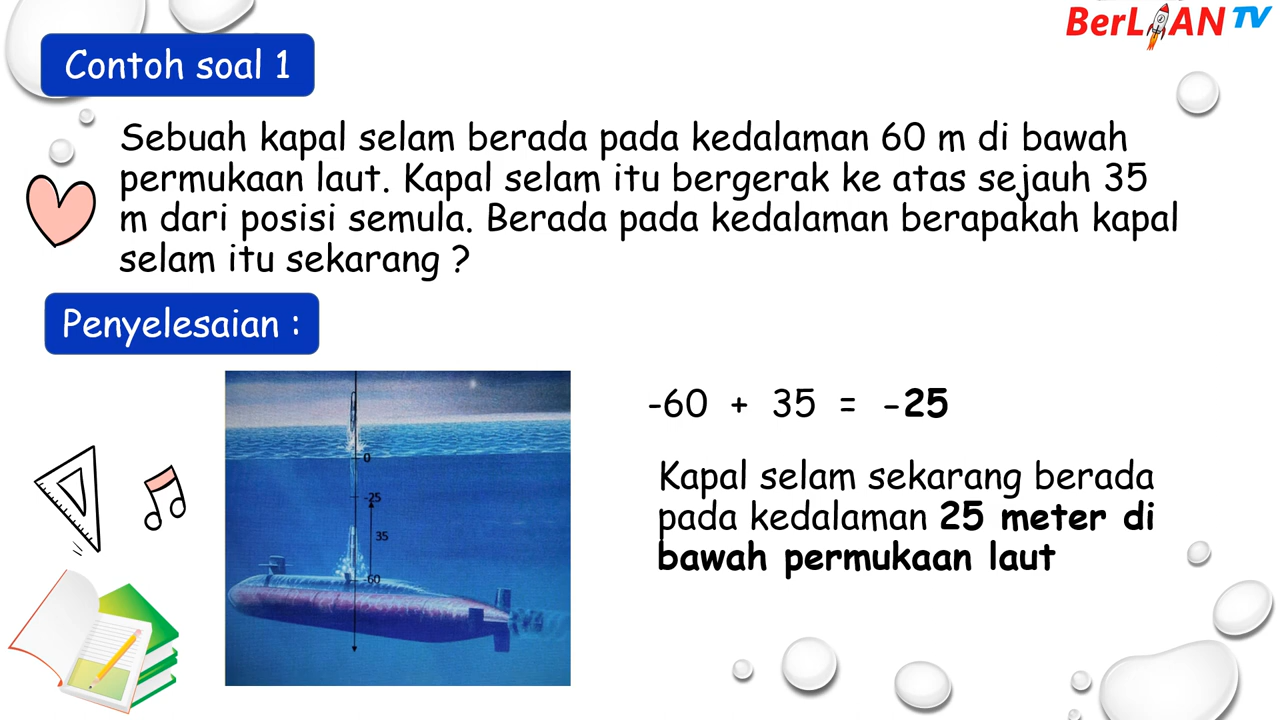 BerLIAN TV
Contoh soal 1
Sebuah kapal selam berada pada kedalaman 60 m di bawah
permukaan laut. Kapal selam itu bergerak ke atas sejauh 35
m dari posisi semula. Berada pada kedalaman berapakah kapal
selam itu sekarang ?
Penyelesaian :
0
-25
35
-60
-60 + 35 = -25
Kapal selam sekarang berada
pada kedalaman 25 meter di
bawah permukaan laut